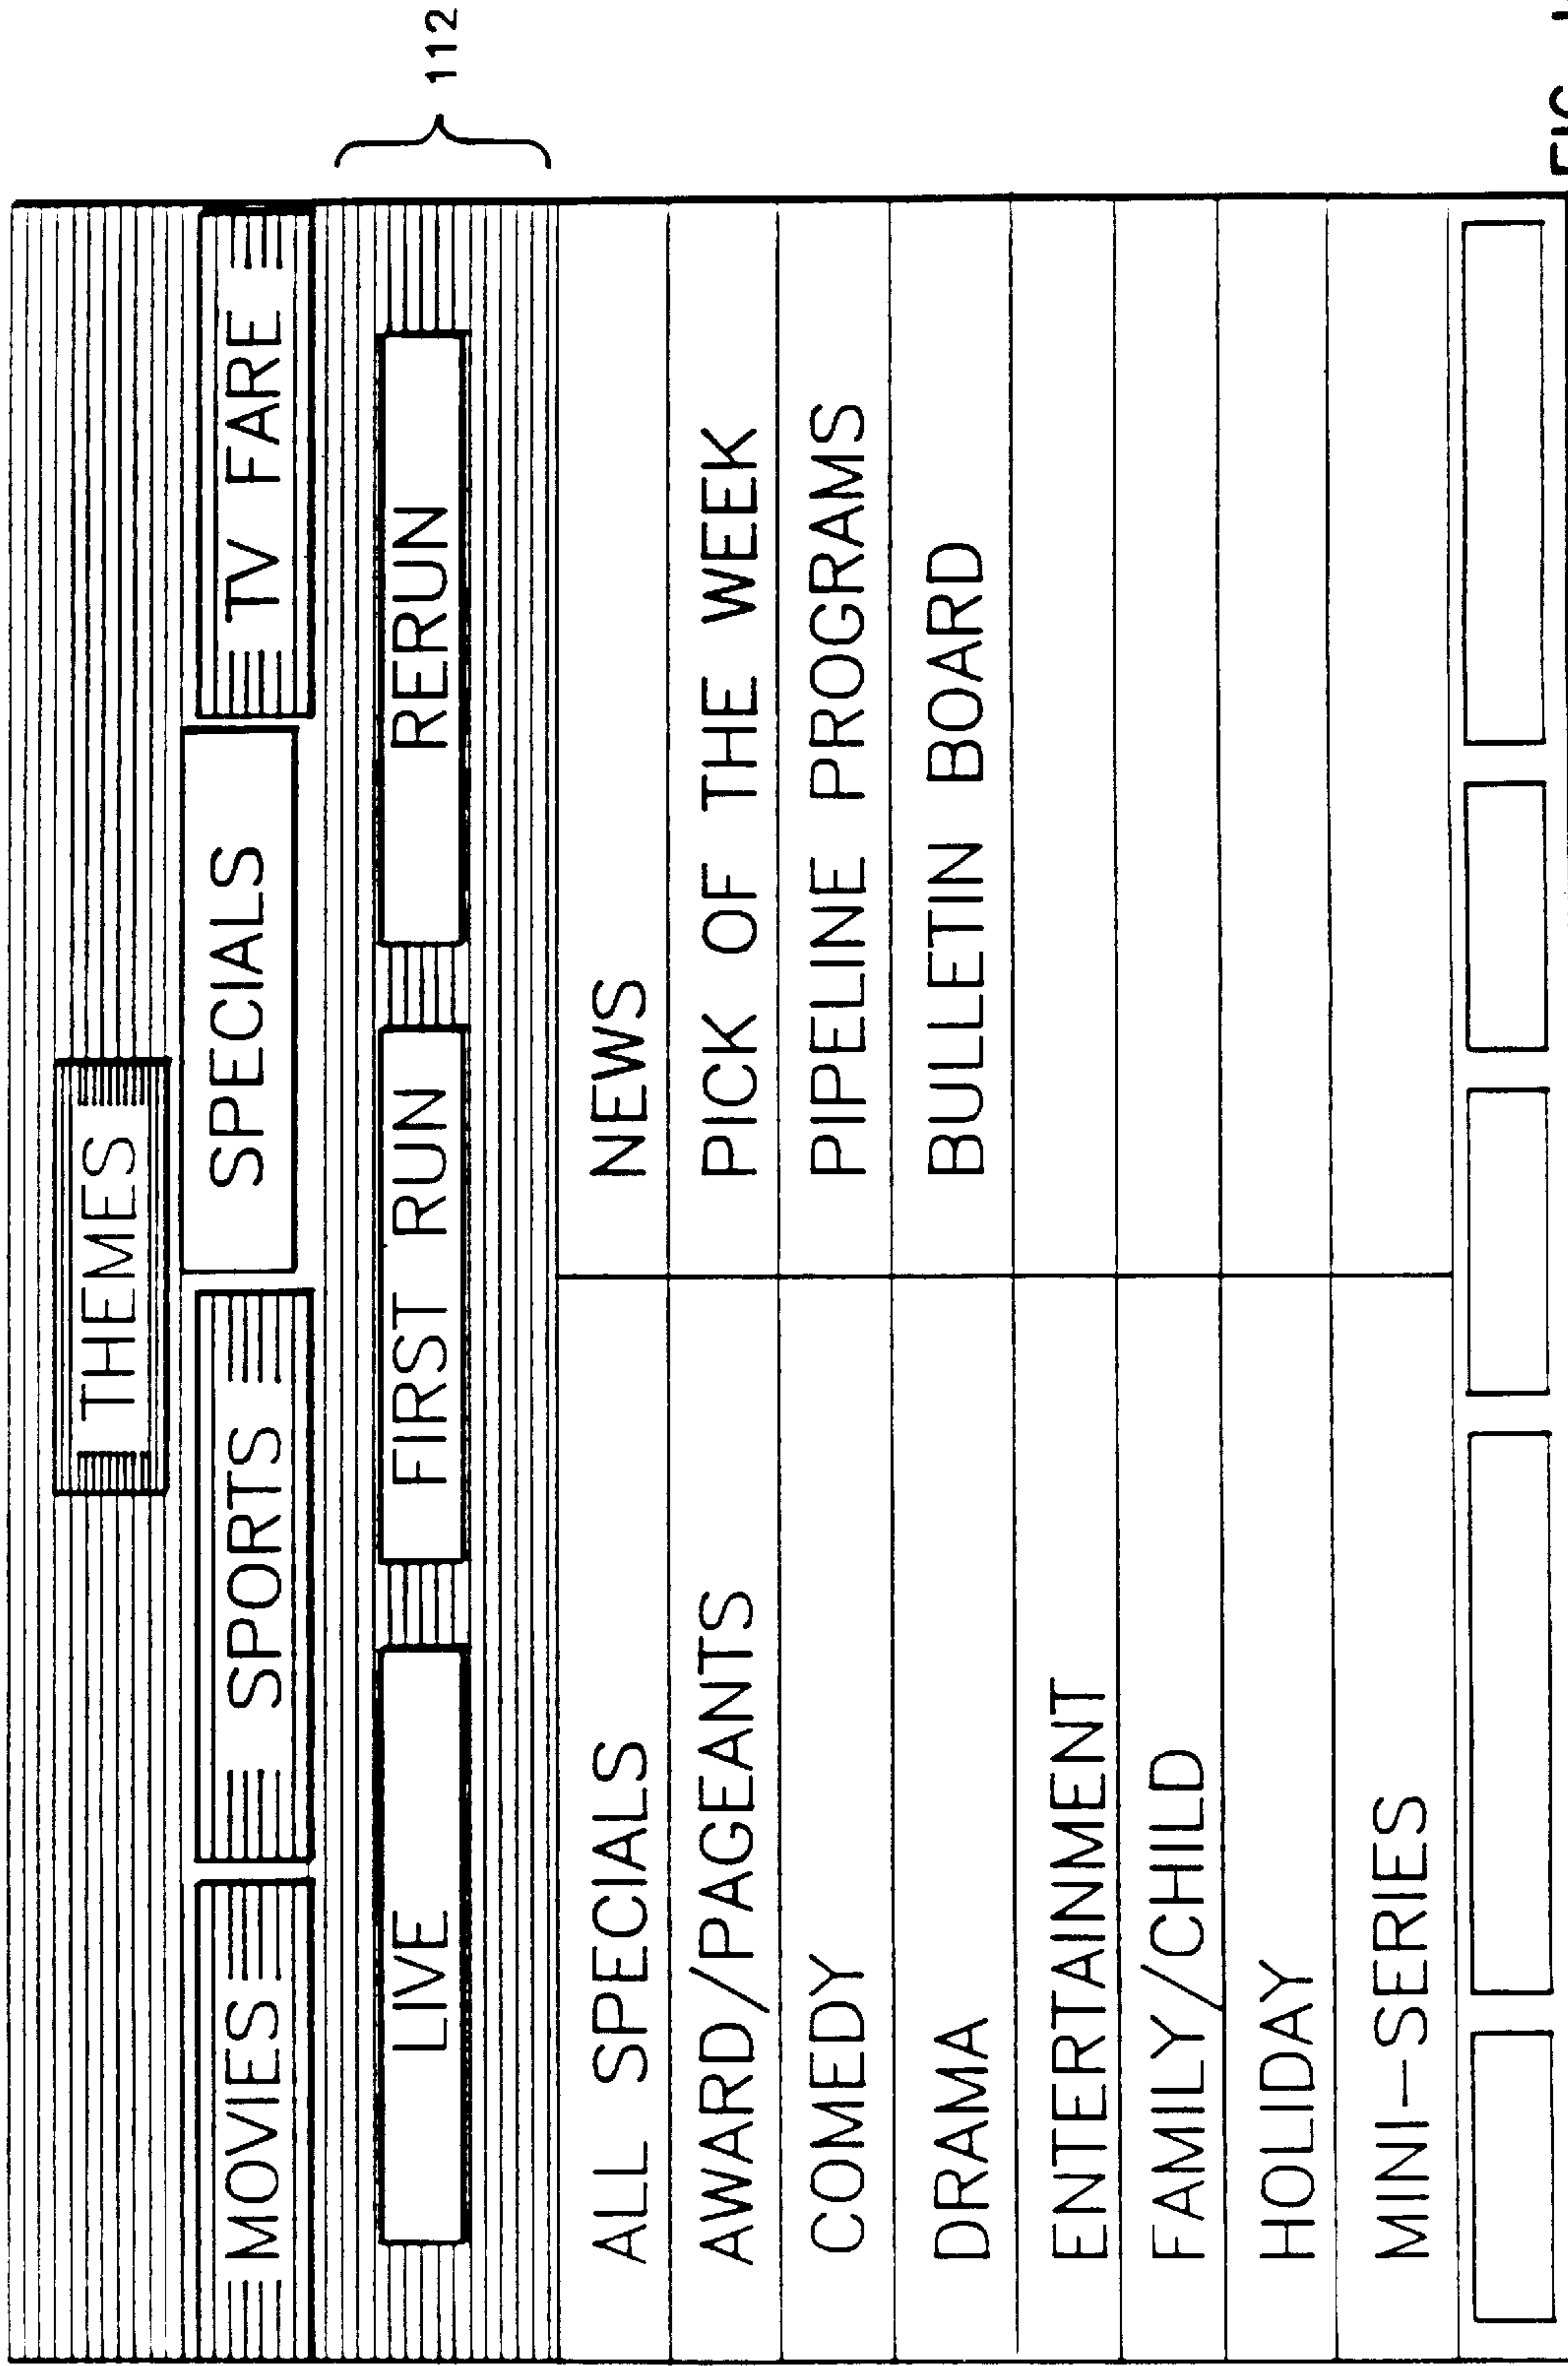 THEMES
MOVIES SPORTS SPECIALS TV FARE
LIVE FIRST RUN RERUN
112
ALL SPECIALS NEWS
AWARD/PAGEANTS PICK OF THE WEEK
COMEDY PIPELINE PROGRAMS
DRAMA BULLETIN BOARD
ENTERTAINMENT
FAMILY/CHILD
HOLIDAY
MINI-SERIES